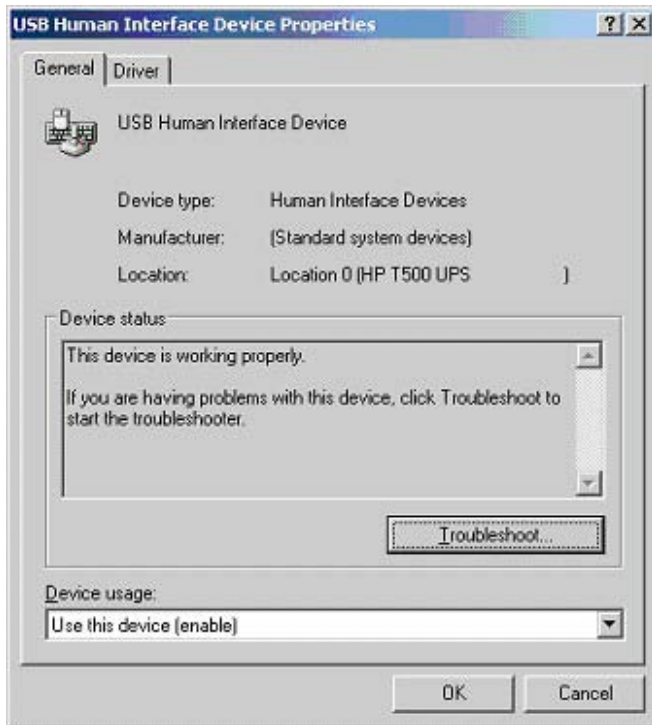 USB Human Interface Device Properties
General
Driver
USB Human Interface Device
Device type: Human Interface Devices
Manufacturer: (Standard system devices)
Location: Location 0 (HP T500 UPS )
Device status
This device is working properly.
If you are having problems with this device, click Troubleshoot to
start the troubleshooter.
Troubleshoot...
Device usage:
Use this device (enable)
OK
Cancel